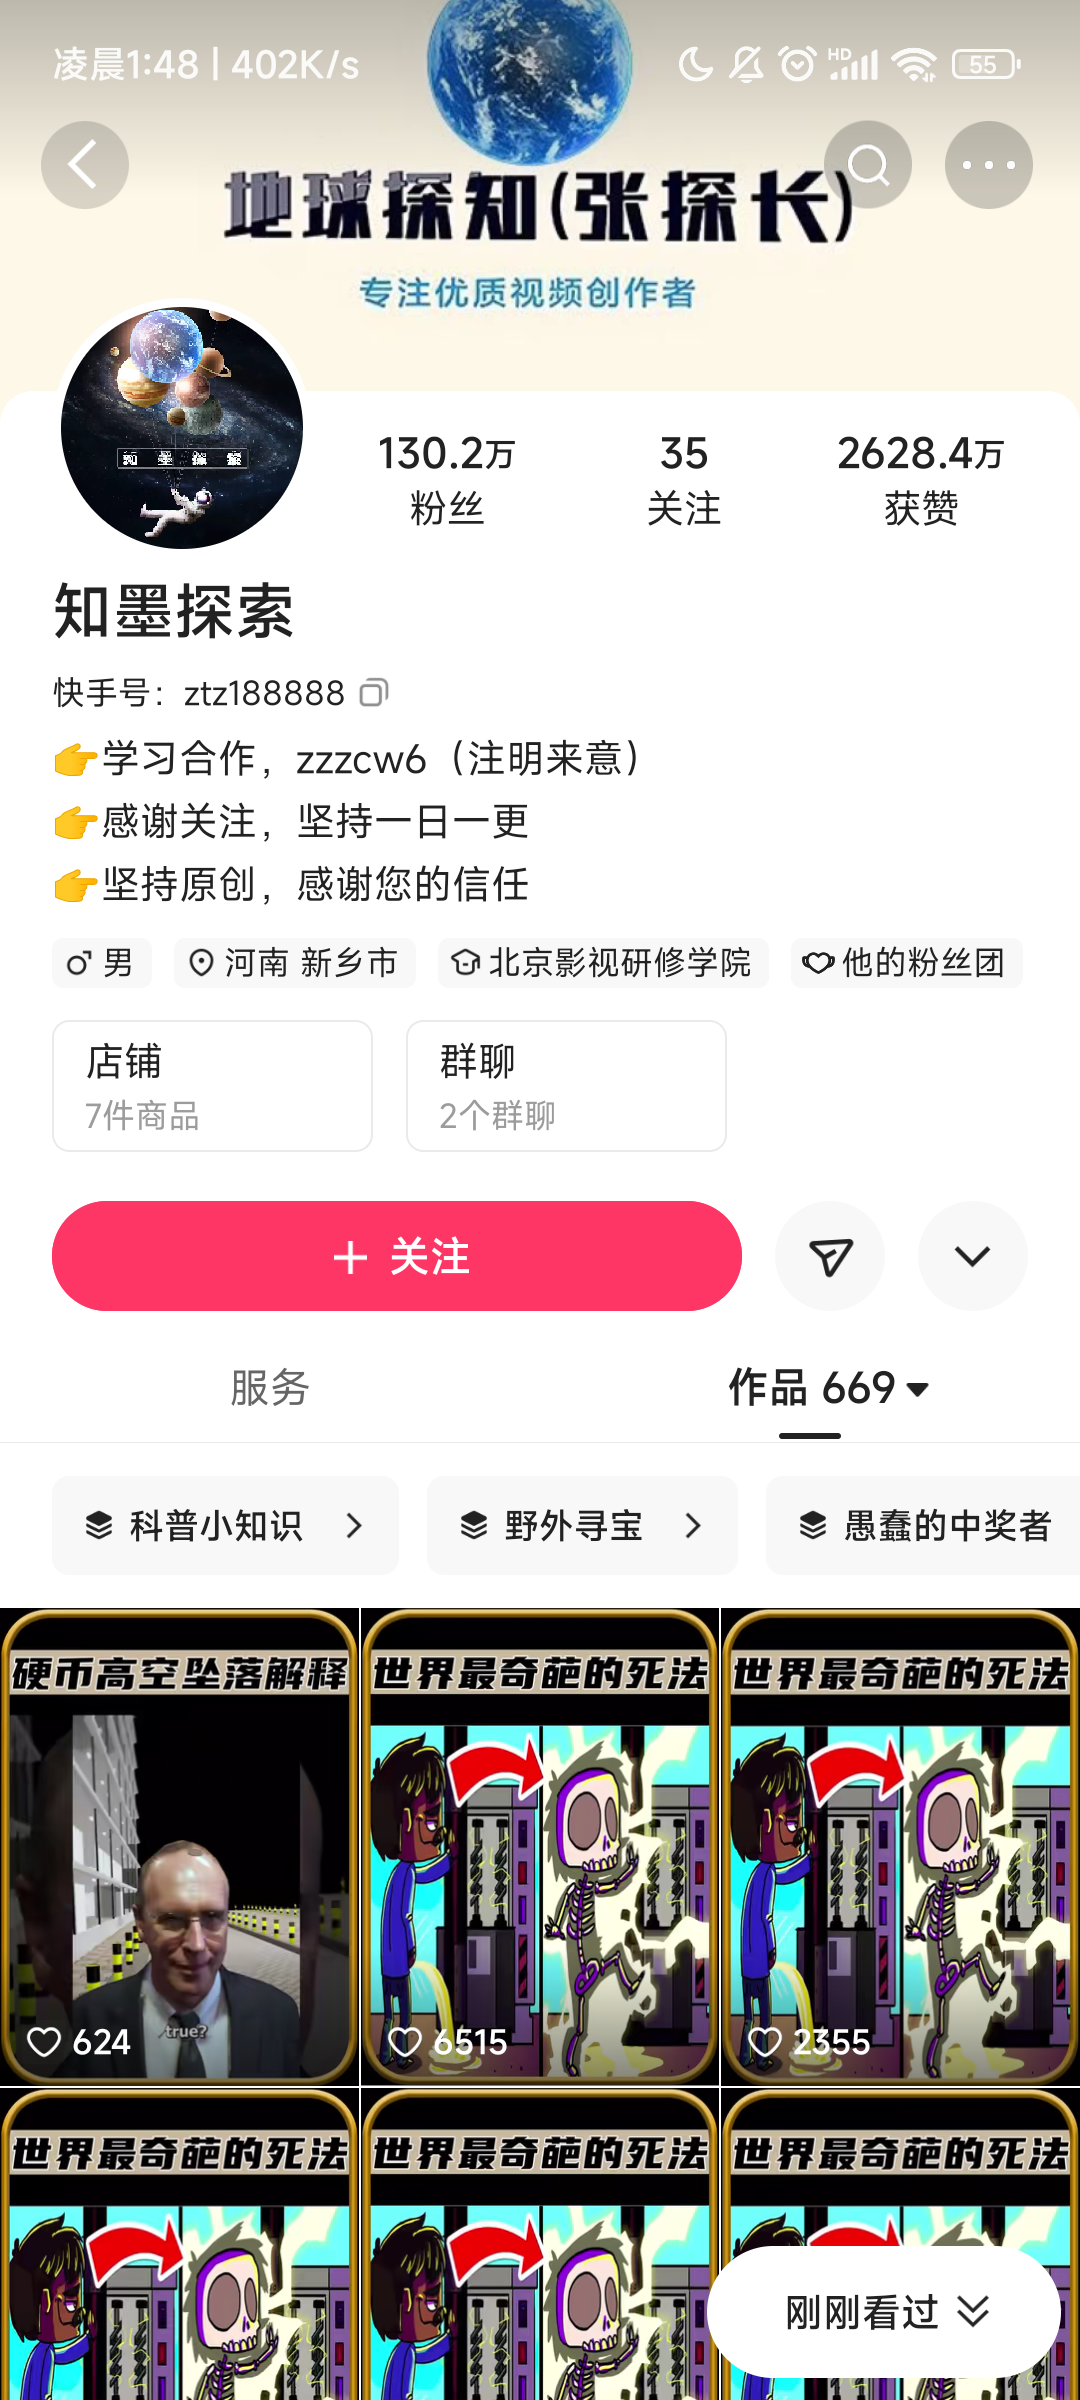 凌晨1:48 | 402K/s
HD
55
地球探知(张探长)
专注优质视频创作者
知墨探索
130.2万
粉丝
35
关注
2628.4万
获赞
知墨探索
快手号：ztz188888
👉学习合作，zzzcw6（注明来意）
👉感谢关注，坚持一日一更
👉坚持原创，感谢您的信任
男
河南 新乡市
北京影视研修学院
他的粉丝团
店铺
7件商品
群聊
2个群聊
关注
服务
作品 669
科普小知识
野外寻宝
愚蠢的中奖者
硬币高空坠落解释
true?
624
世界最奇葩的死法
6515
世界最奇葩的死法
2355
世界最奇葩的死法
世界最奇葩的死法
世界最奇葩的死法
刚刚看过